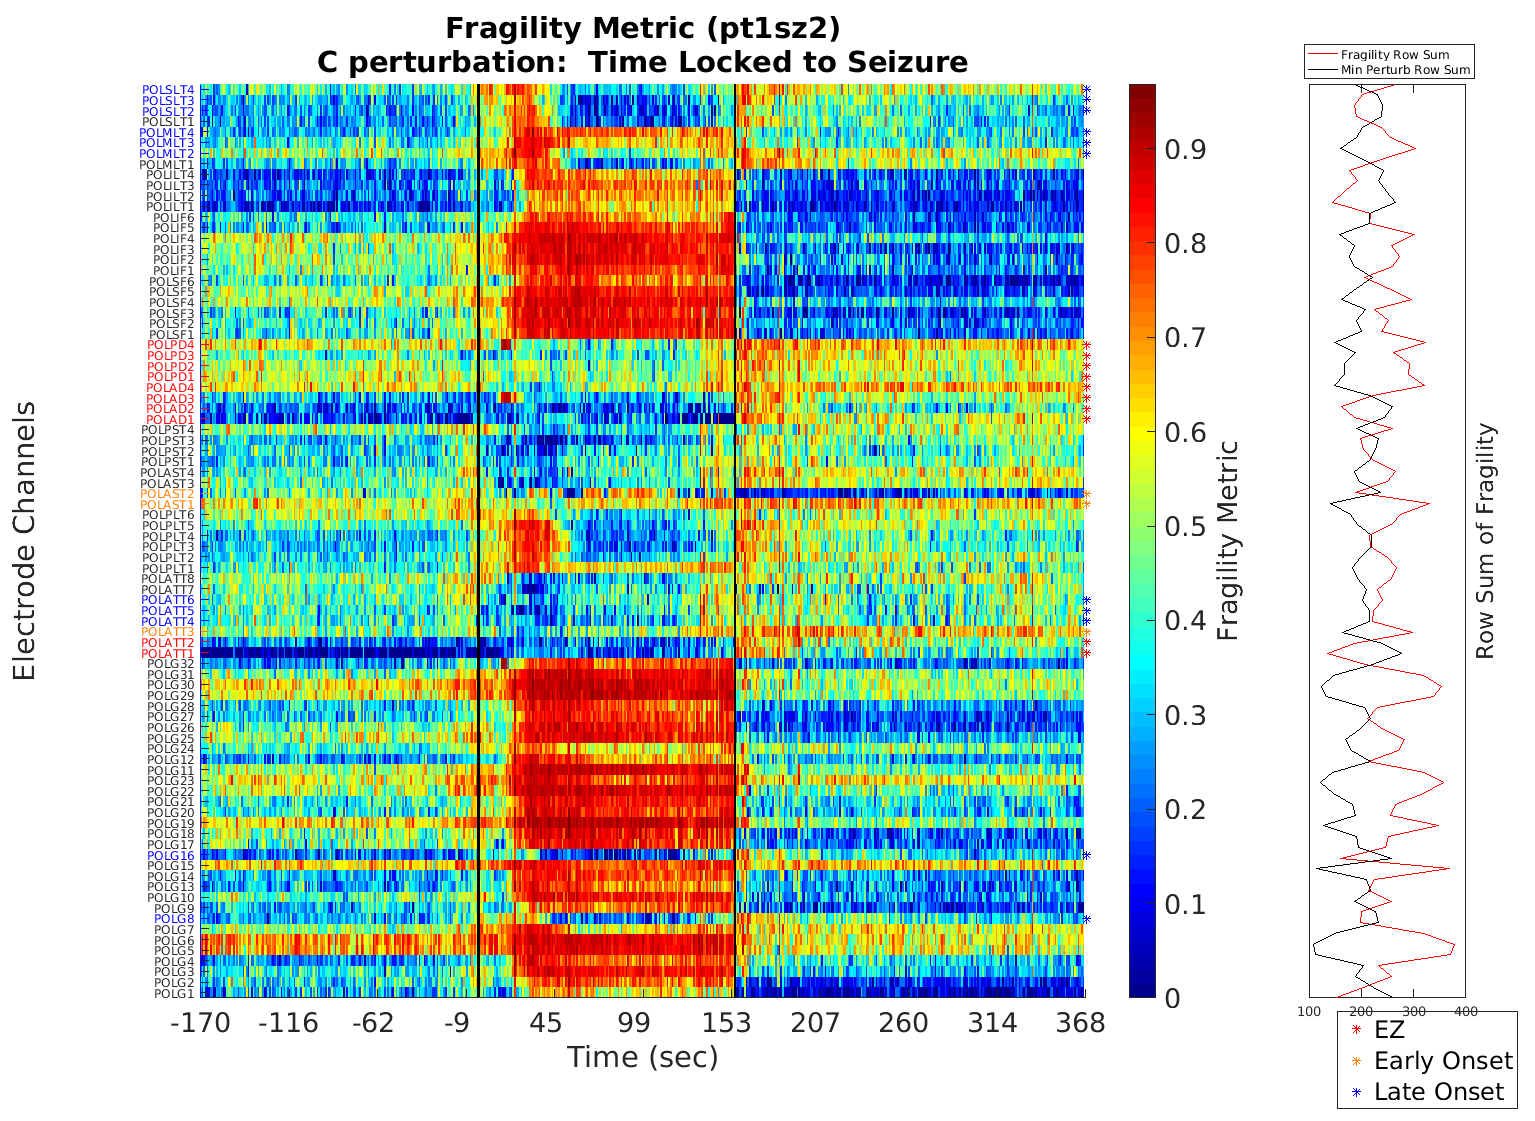 Fragility Metric (pt1sz2)
C perturbation:  Time Locked to Seizure
Fragility Row Sum
Min Perturb Row Sum
Electrode Channels
POLSLT4
POLSLT3
POLSLT2
POLSLT1
POLMLT4
POLMLT3
POLMLT2
POLMLT1
POLILT4
POLILT3
POLILT2
POLILT1
POLIF6
POLIF5
POLIF4
POLIF3
POLIF2
POLIF1
POLSF6
POLSF5
POLSF4
POLSF3
POLSF2
POLSF1
POLPD4
POLPD3
POLPD2
POLPD1
POLAD4
POLAD3
POLAD2
POLAD1
POLPST4
POLPST3
POLPST2
POLPST1
POLAST4
POLAST3
POLAST2
POLAST1
POLPLT6
POLPLT5
POLPLT4
POLPLT3
POLPLT2
POLPLT1
POLATT8
POLATT7
POLATT6
POLATT5
POLATT4
POLATT3
POLATT2
POLATT1
POLG32
POLG31
POLG30
POLG29
POLG28
POLG27
POLG26
POLG25
POLG24
POLG12
POLG11
POLG23
POLG22
POLG21
POLG20
POLG19
POLG18
POLG17
POLG16
POLG15
POLG14
POLG13
POLG10
POLG9
POLG8
POLG7
POLG6
POLG5
POLG4
POLG3
POLG2
POLG1
-170 -116 -62 -9 45 99 153 207 260 314 368
Time (sec)
0.9
0.8
0.7
0.6
0.5
0.4
0.3
0.2
0.1
0
Fragility Metric
100 200 300 400
Row Sum of Fragility
EZ
Early Onset
Late Onset